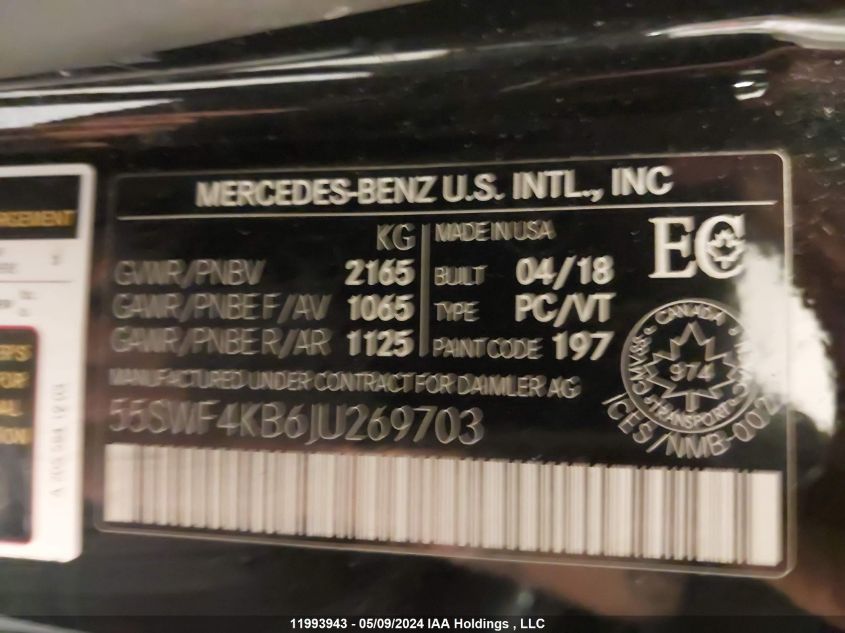 MERCEDES-BENZ U.S. INTL., INC
KG
GVWR/PNBV 2165
GAWR/PNBE F/AV 1065
GAWR/PNBE R/AR 1125
MADE IN USA
BUILT 04/18
TYPE PC/VT
PAINT CODE 197
EC
CANADA
974
TRANSPORT
ICES/NMB-002
MANUFACTURED UNDER CONTRACT FOR DAIMLER AG
55SWF4KB6JU269703
11993943 - 05/09/2024 IAA Holdings , LLC